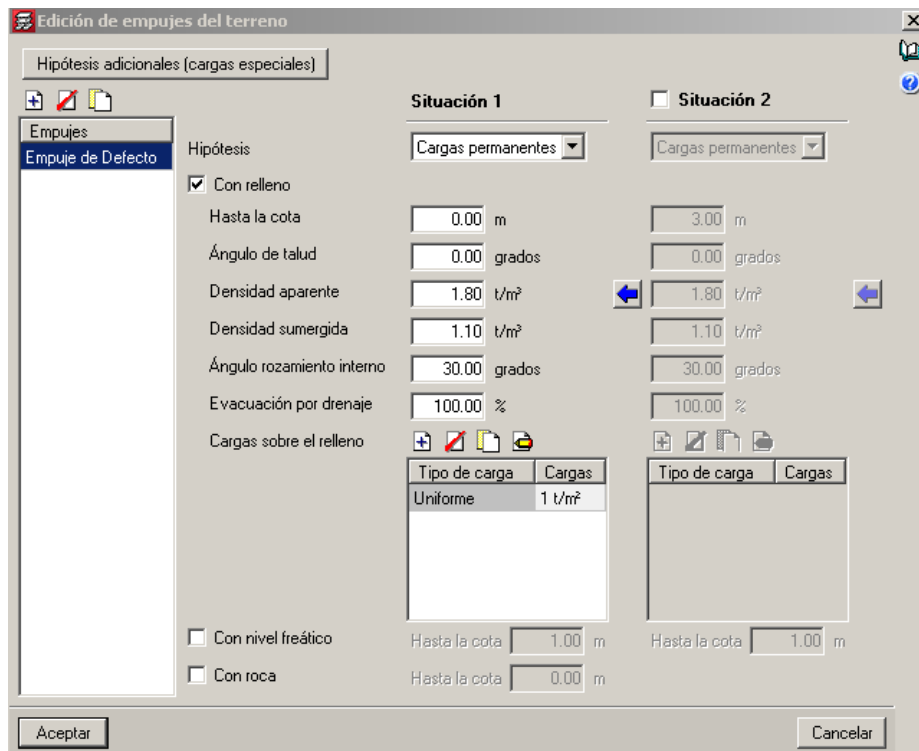 Edición de empujes del terreno
Hipótesis adicionales (cargas especiales)
Situación 1
Situación 2
Empujes
Empuje de Defecto
Hipótesis
Cargas permanentes
Cargas permanentes
Con relleno
Hasta la cota 0.00 m 3.00 m
Ángulo de talud 0.00 grados 0.00 grados
Densidad aparente 1.80 t/m³ 1.80 t/m³
Densidad sumergida 1.10 t/m³ 1.10 t/m³
Ángulo rozamiento interno 30.00 grados 30.00 grados
Evacuación por drenaje 100.00 % 100.00 %
Cargas sobre el relleno
Tipo de carga Cargas Tipo de carga Cargas
Uniforme 1 t/m²
Con nivel freático Hasta la cota 1.00 m Hasta la cota 1.00 m
Con roca Hasta la cota 0.00 m
Aceptar Cancelar